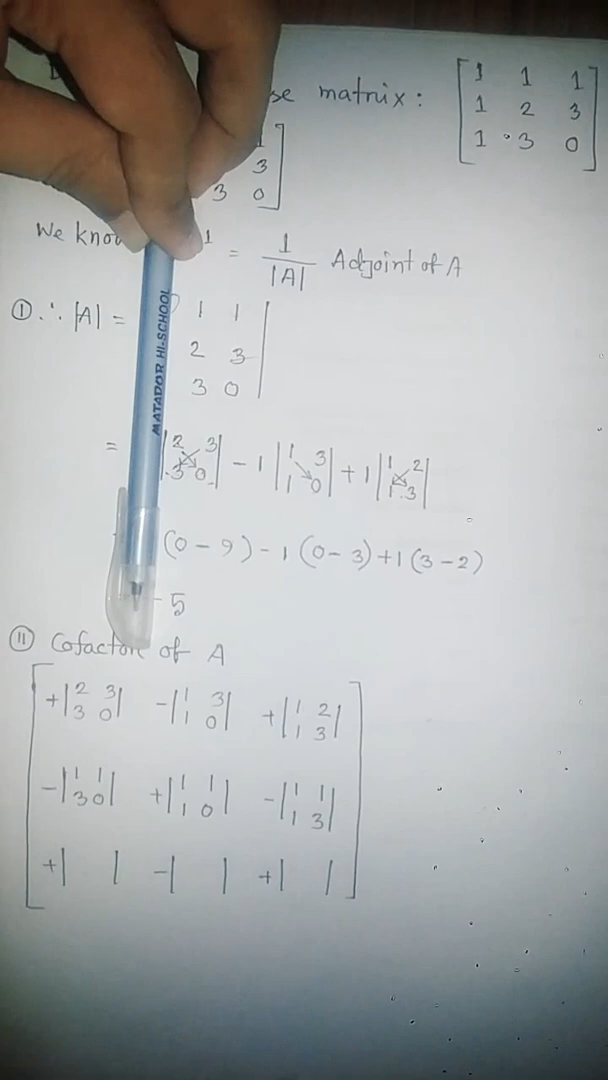 matrix:
1 1 1
1 2 3
1 3 0
3
3 0
We 1 = 1 / |A| Adjoint of A
MATADOR HI-SCHOOL
① ∴ |A| = 1 1
2 3
3 0
= |2 3| - 1 |1 3| + 1 |1 2|
|3 0| |1 0| |1 3|
(0 - 9) - 1 (0 - 3) + 1 (3 - 2)
- 5
② Cofactor of A
+|2 3| -|1 3| +|1 2|
|3 0| |1 0| |1 3|
-|1 1| +|1 1| -|1 1|
|3 0| |1 0| |1 3|
+| | -| | +| |